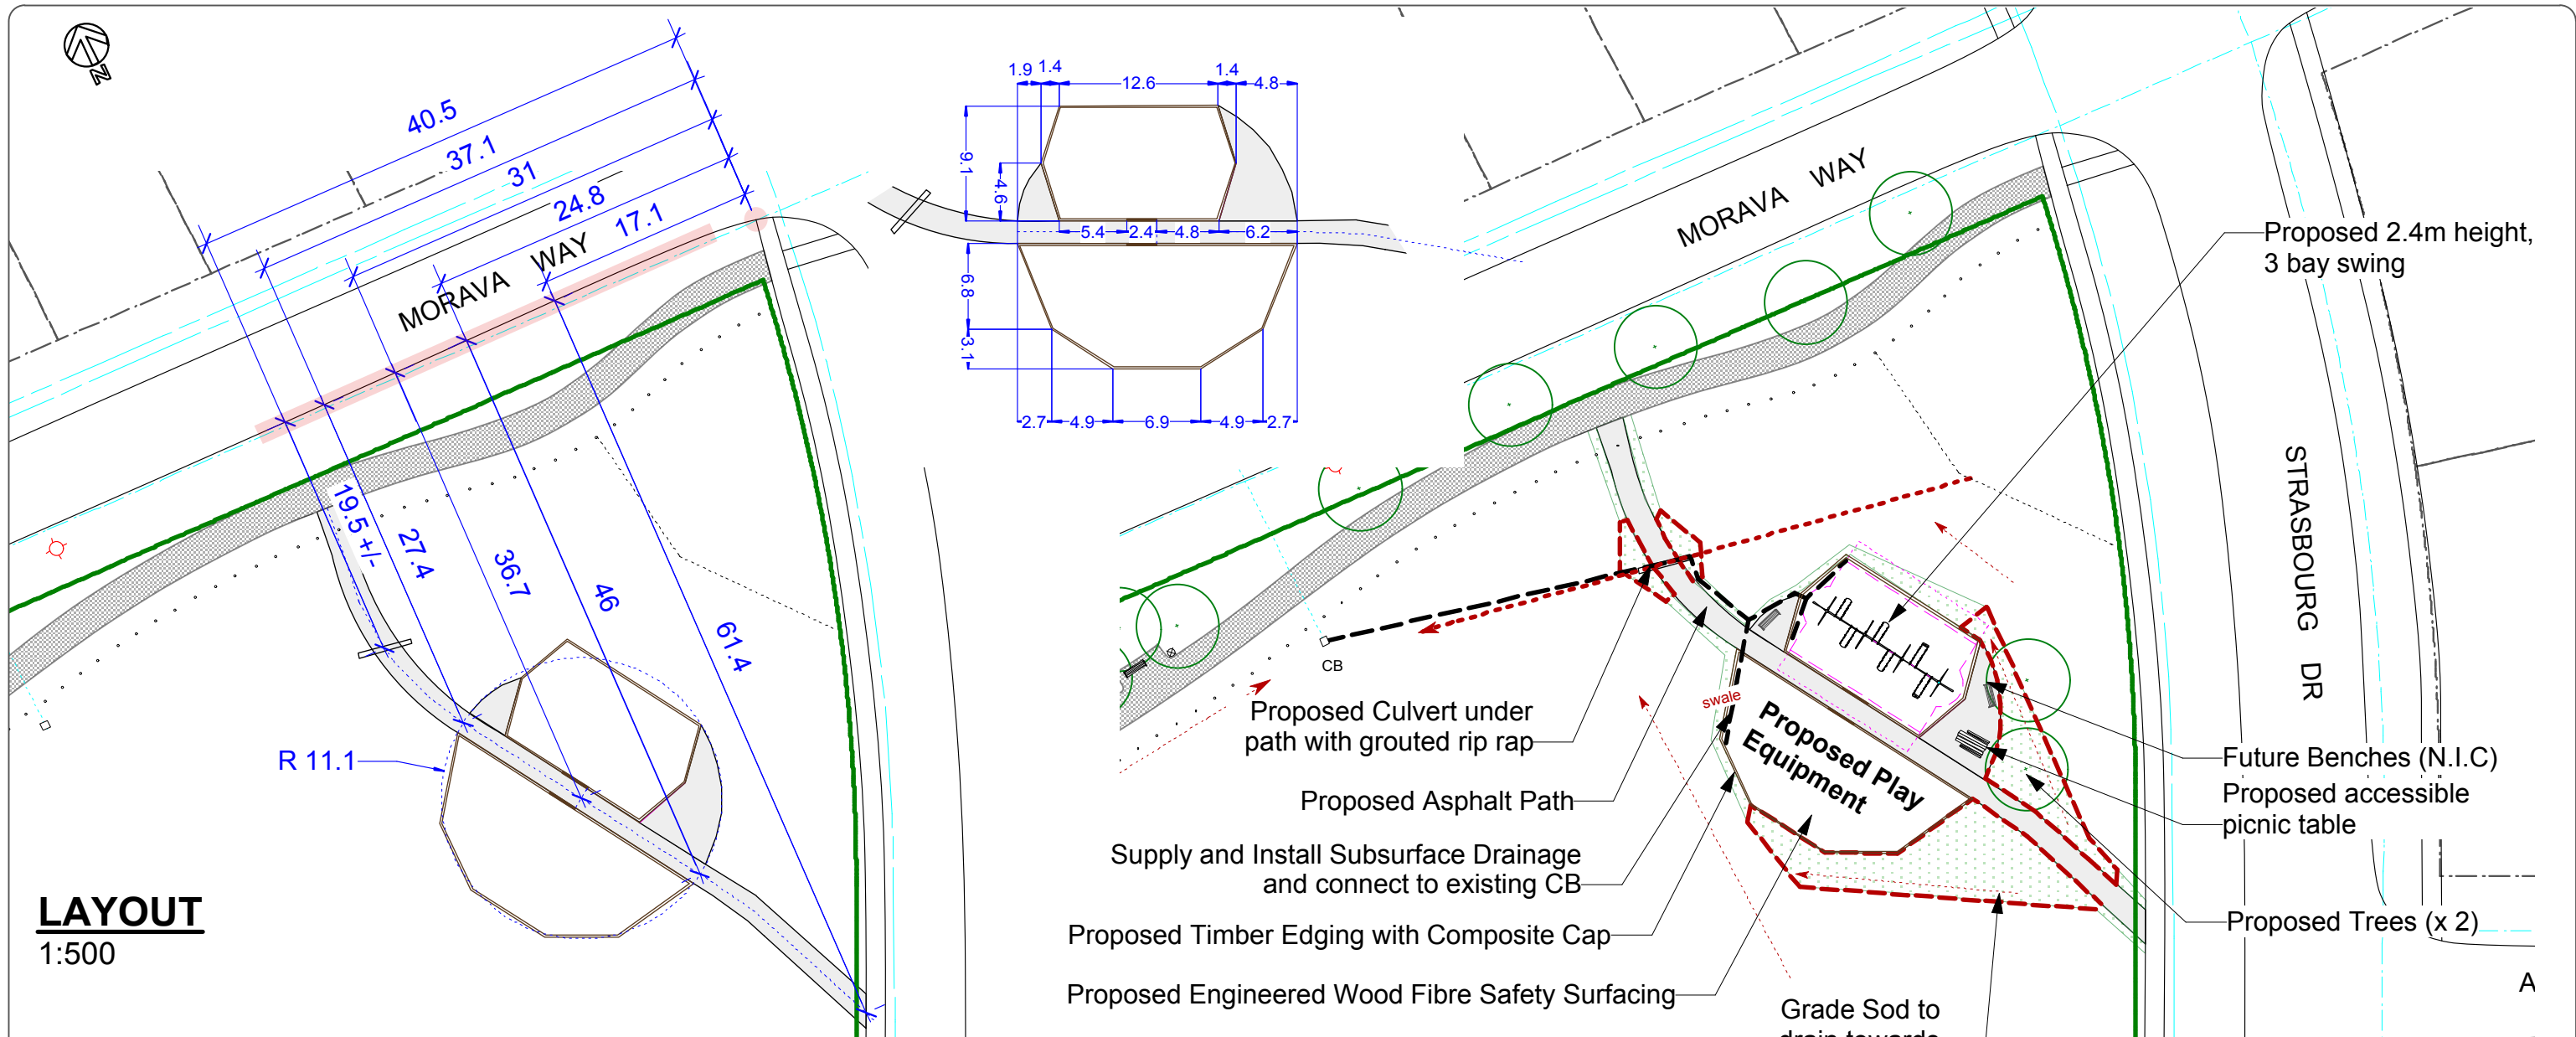 N
40.5
37.1
31
24.8
17.1
MORAVA WAY
19.5 +/-
27.4
36.7
46
61.4
R 11.1
LAYOUT
1:500
1.9
1.4
12.6
1.4
4.8
9.1
4.6
5.4
2.4
4.8
6.2
6.8
3.1
2.7
4.9
6.9
4.9
2.7
MORAVA WAY
STRASBOURG DR
Proposed 2.4m height,
3 bay swing
CB
swale
Proposed Play
Equipment
Proposed Culvert under
path with grouted rip rap
Proposed Asphalt Path
Supply and Install Subsurface Drainage
and connect to existing CB
Proposed Timber Edging with Composite Cap
Proposed Engineered Wood Fibre Safety Surfacing
Future Benches (N.I.C)
Proposed accessible
picnic table
Proposed Trees (x 2)
A
Grade Sod to
drain towards